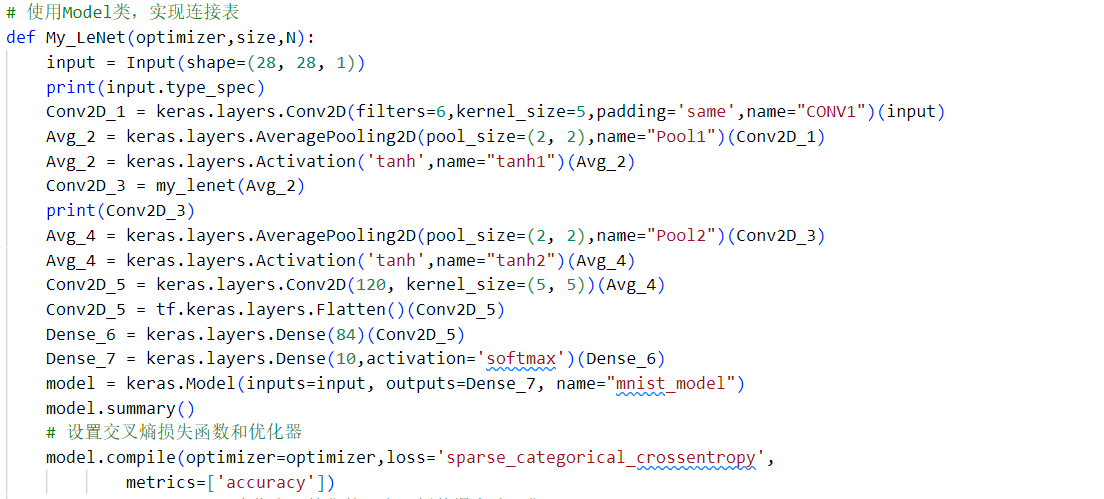 # 使用Model类，实现连接表
def My_LeNet(optimizer,size,N):
    input = Input(shape=(28, 28, 1))
    print(input.type_spec)
    Conv2D_1 = keras.layers.Conv2D(filters=6,kernel_size=5,padding='same',name="CONV1")(input)
    Avg_2 = keras.layers.AveragePooling2D(pool_size=(2, 2),name="Pool1")(Conv2D_1)
    Avg_2 = keras.layers.Activation('tanh',name="tanh1")(Avg_2)
    Conv2D_3 = my_lenet(Avg_2)
    print(Conv2D_3)
    Avg_4 = keras.layers.AveragePooling2D(pool_size=(2, 2),name="Pool2")(Conv2D_3)
    Avg_4 = keras.layers.Activation('tanh',name="tanh2")(Avg_4)
    Conv2D_5 = keras.layers.Conv2D(120, kernel_size=(5, 5))(Avg_4)
    Conv2D_5 = tf.keras.layers.Flatten()(Conv2D_5)
    Dense_6 = keras.layers.Dense(84)(Conv2D_5)
    Dense_7 = keras.layers.Dense(10,activation='softmax')(Dense_6)
    model = keras.Model(inputs=input, outputs=Dense_7, name="mnist_model")
    model.summary()
    # 设置交叉熵损失函数和优化器
    model.compile(optimizer=optimizer,loss='sparse_categorical_crossentropy',
            metrics=['accuracy'])